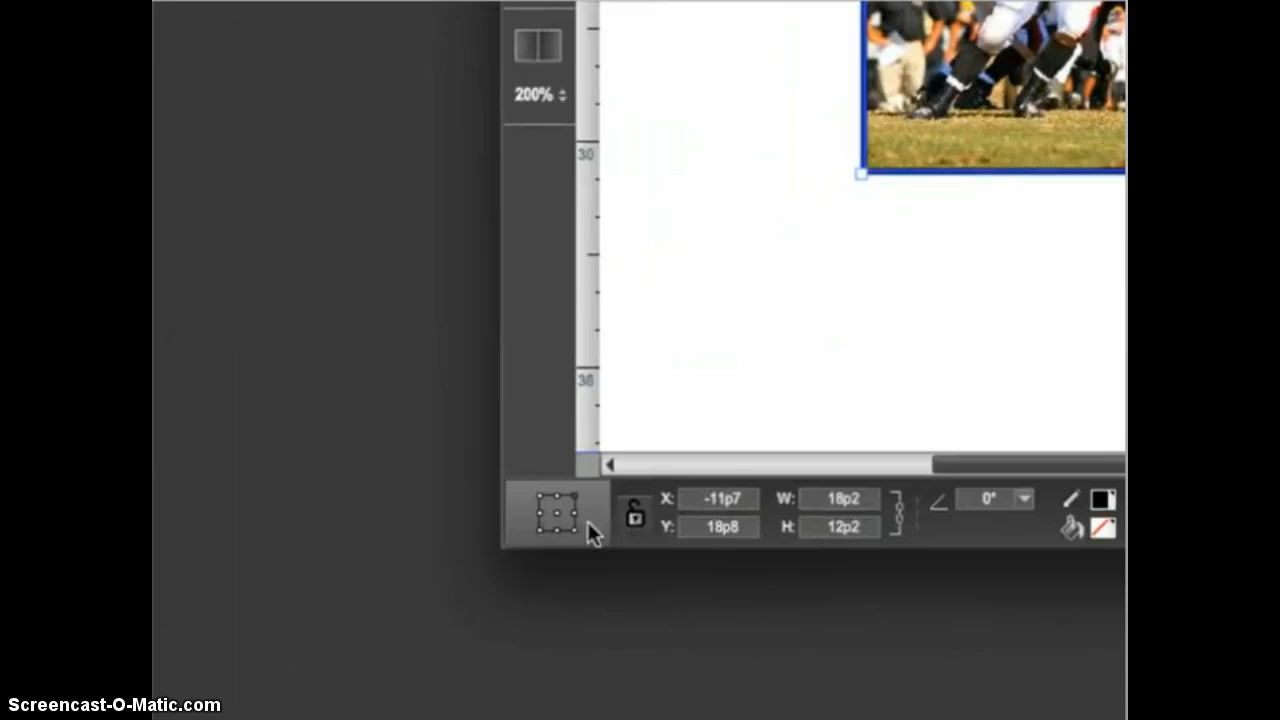 200%
30
36
X: -11p7 W: 18p2 0°
Y: 18p8 H: 12p2
Screencast-O-Matic.com